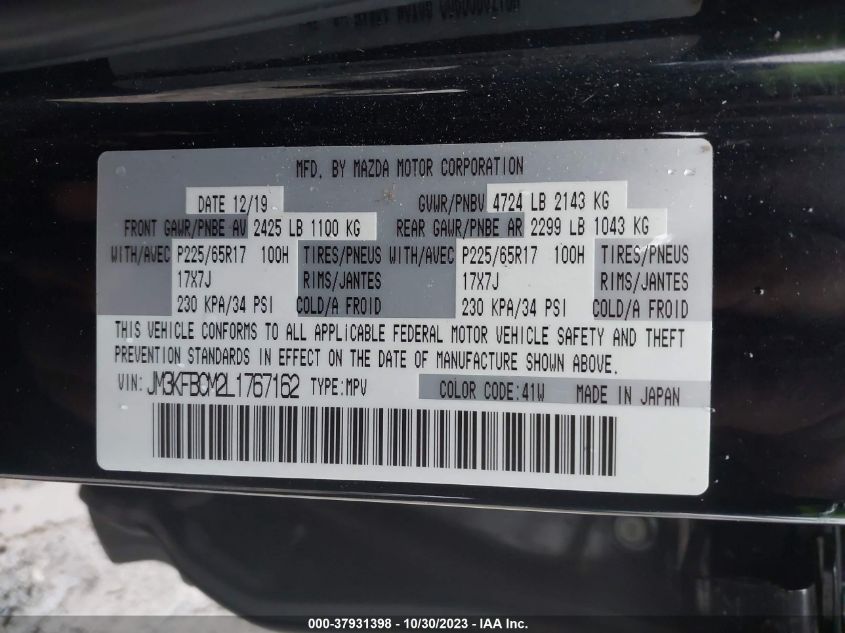 MFD. BY MAZDA MOTOR CORPORATION
DATE 12/19 GVWR/PNBV 4724 LB 2143 KG
FRONT GAWR/PNBE AV 2425 LB 1100 KG REAR GAWR/PNBE AR 2299 LB 1043 KG
WITH/AVEC P225/65R17 100H TIRES/PNEUS WITH/AVEC P225/65R17 100H TIRES/PNEUS
17X7J RIMS/JANTES 17X7J RIMS/JANTES
230 KPA/34 PSI COLD/A FROID 230 KPA/34 PSI COLD/A FROID
THIS VEHICLE CONFORMS TO ALL APPLiCABLE FEDERAL MOTOR VEHICLE SAFETY AND THEFT
PREVENTION STANDARDS IN EFFECT ON THE DATE OF MANUFACTURE SHOWN ABOVE.
VIN: JM3KFBCM2L1767162 TYPE:MPV COLOR CODE:41W MADE IN JAPAN
000-37931398 - 10/30/2023 - IAA Inc.